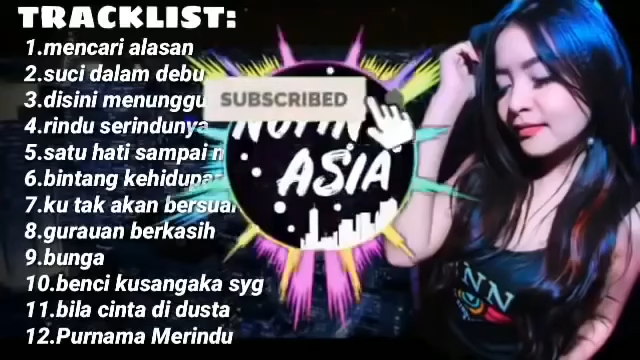 TRACKLIST:
1.mencari alasan
2.suci dalam debu
3.disini menunggu
4.rindu serindunya
5.satu hati sampai
6.bintang
7.ku tak akan
8.gurauan berkasih
9.bunga
10.benci kusangaka syg
11.bila cinta di dusta
12.Purnama Merindu
SUBSCRIBED
ASIA